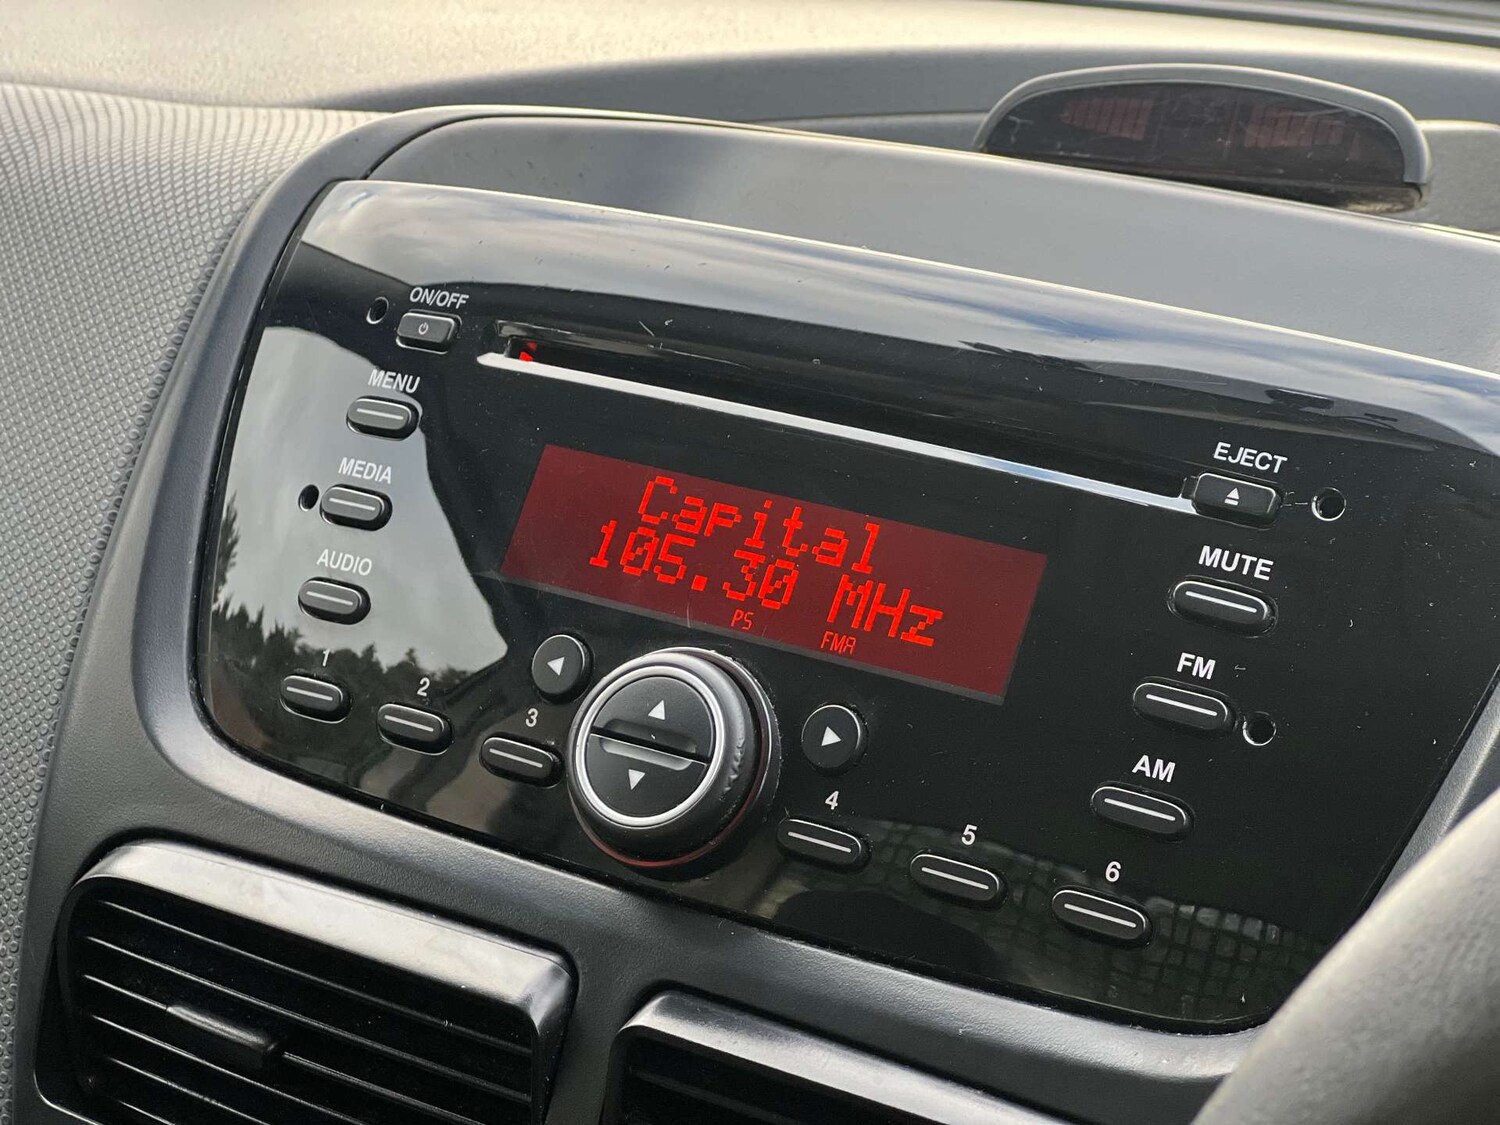 ON/OFF
MENU
MEDIA
AUDIO
1
2
3
Capital
105.30 MHz
PS FMA
EJECT
MUTE
FM
AM
4
5
6